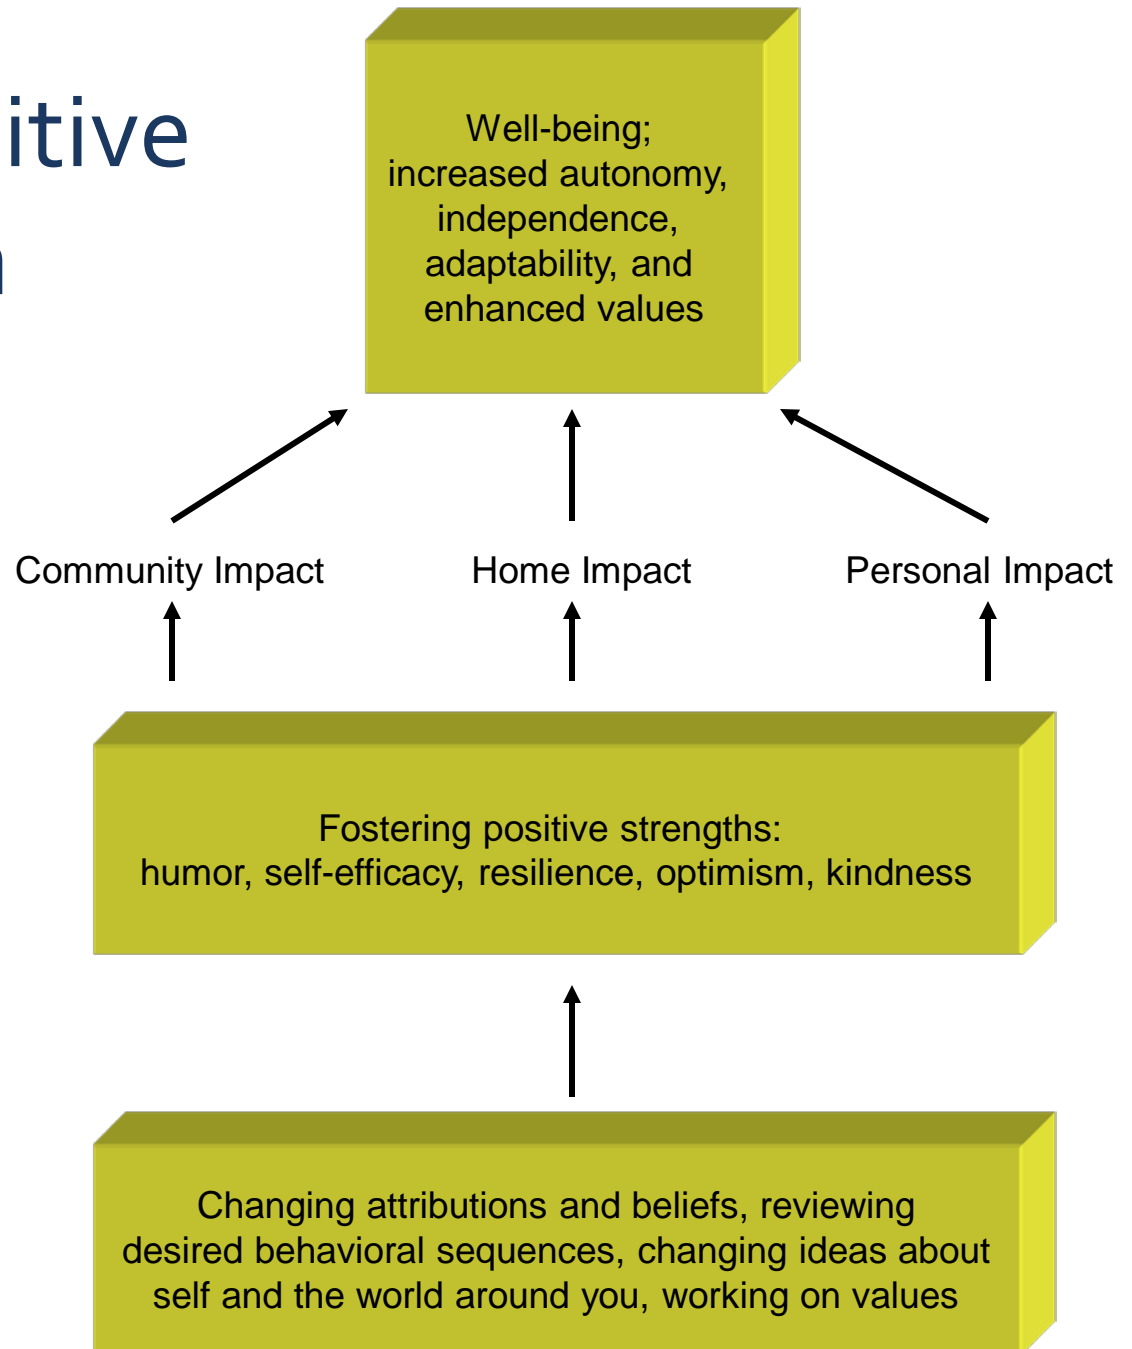 itive
Well-being;
increased autonomy,
independence,
adaptability, and
enhanced values
Community Impact
Home Impact
Personal Impact
Fostering positive strengths:
humor, self-efficacy, resilience, optimism, kindness
Changing attributions and beliefs, reviewing
desired behavioral sequences, changing ideas about
self and the world around you, working on values